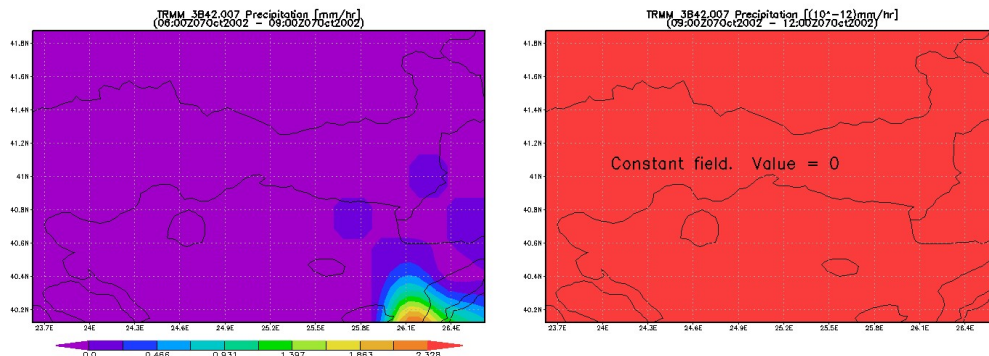 TRMM_3B42.007 Precipitation [mm/hr]
(06:00Z07Oct2002 - 09:00Z07Oct2002)
41.8N
41.6N
41.4N
41.2N
41N
40.8N
40.6N
40.4N
40.2N
23.7E 24E 24.3E 24.6E 24.9E 25.2E 25.5E 25.8E 26.1E 26.4E
0.0 0.466 0.931 1.397 1.863 2.328
TRMM_3B42.007 Precipitation [(10^-12)mm/hr]
(09:00Z07Oct2002 - 12:00Z07Oct2002)
41.8N
41.6N
41.4N
41.2N
41N
40.8N
40.6N
40.4N
40.2N
Constant field. Value = 0
23.7E 24E 24.3E 24.6E 24.9E 25.2E 25.5E 25.8E 26.1E 26.4E